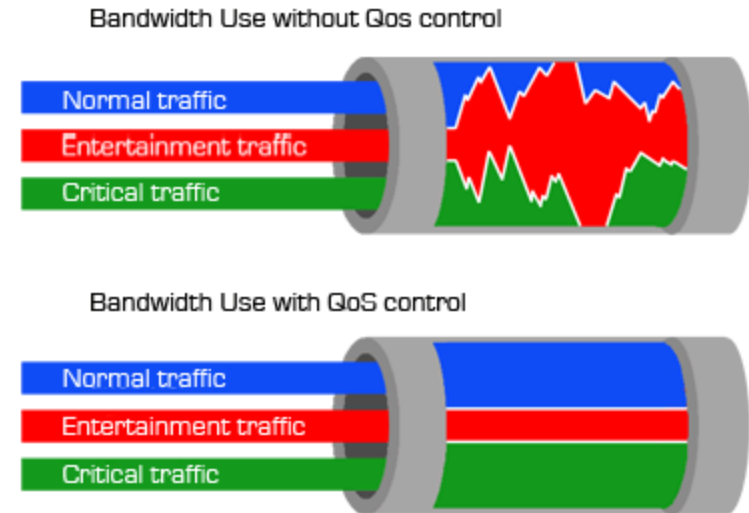 Bandwidth Use without Qos control
Normal traffic
Entertainment traffic
Critical traffic
Bandwidth Use with QoS control
Normal traffic
Entertainment traffic
Critical traffic